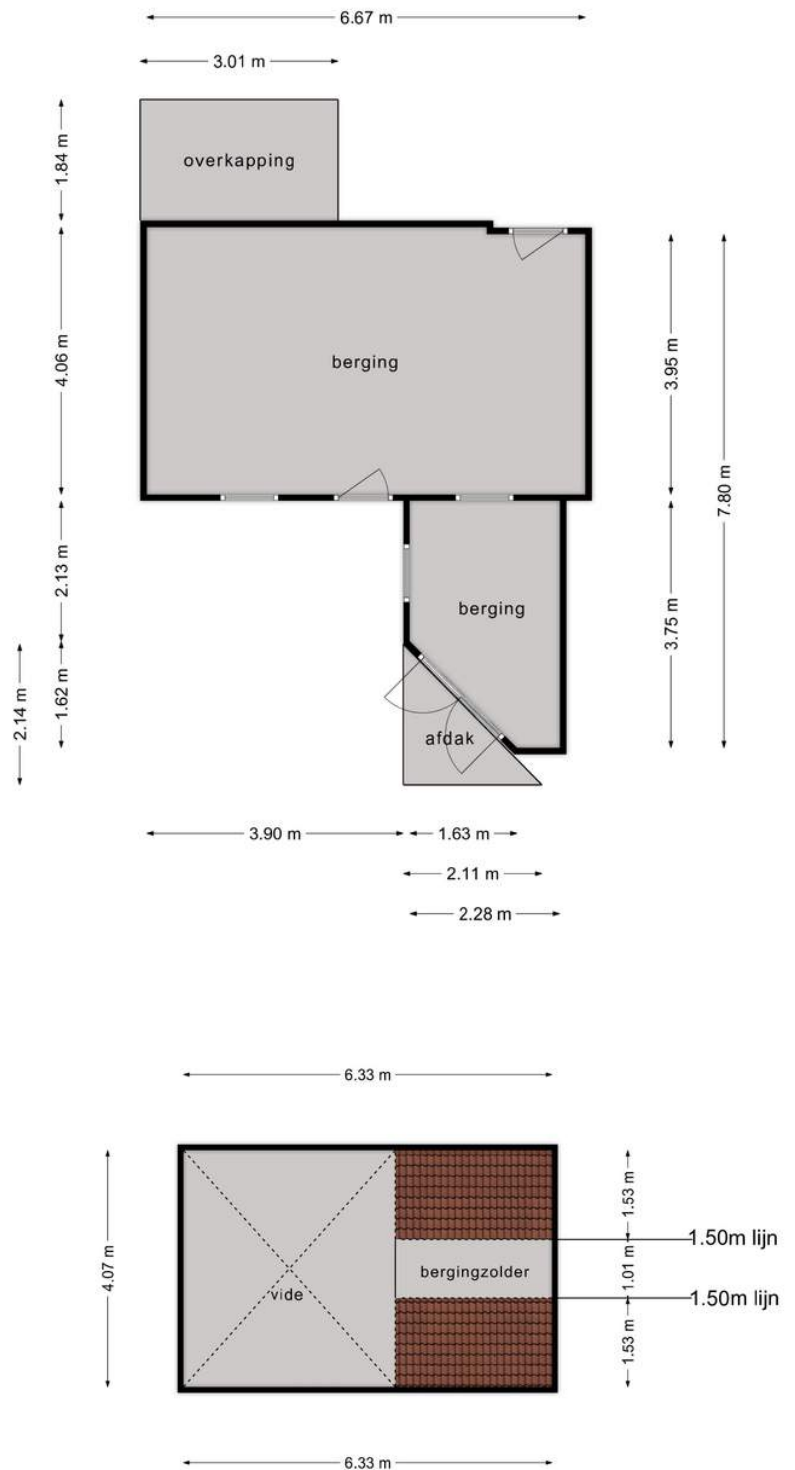 6.67 m
3.01 m
1.84 m
overkapping
4.06 m
berging
3.95 m
7.80 m
2.13 m
berging
3.75 m
2.14 m
1.62 m
afdak
3.90 m
1.63 m
2.11 m
2.28 m
6.33 m
1.53 m
1.50m lijn
4.07 m
vide
bergingzolder
1.01 m
1.50m lijn
1.53 m
6.33 m